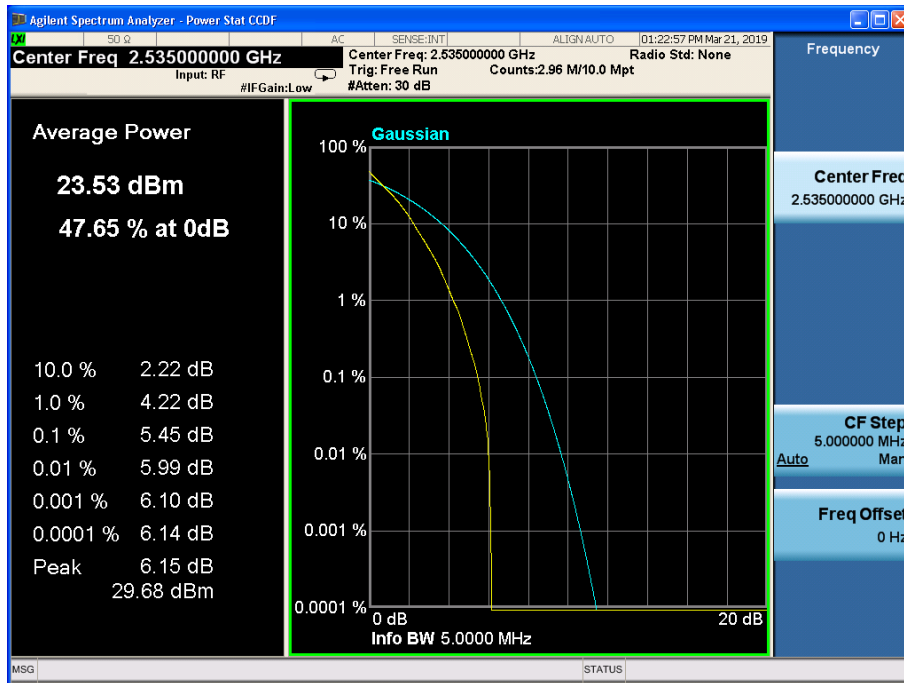 Agilent Spectrum Analyzer - Power Stat CCDF
LXI 50 Ω AC SENSE:INT ALIGN AUTO 01:22:57 PM Mar 21, 2019
Center Freq 2.535000000 GHz
Input: RF
#IFGain:Low
Center Freq: 2.535000000 GHz
Radio Std: None
Trig: Free Run
Counts:2.96 M/10.0 Mpt
#Atten: 30 dB
Average Power
23.53 dBm
47.65 % at 0dB
10.0 % 2.22 dB
1.0 % 4.22 dB
0.1 % 5.45 dB
0.01 % 5.99 dB
0.001 % 6.10 dB
0.0001 % 6.14 dB
Peak 6.15 dB
29.68 dBm
Gaussian
100 %
10 %
1 %
0.1 %
0.01 %
0.001 %
0.0001 %
0 dB
20 dB
Info BW 5.0000 MHz
Frequency
Center Freq
2.535000000 GHz
CF Step
5.000000 MHz
Auto Man
Freq Offset
0 Hz
MSG
STATUS